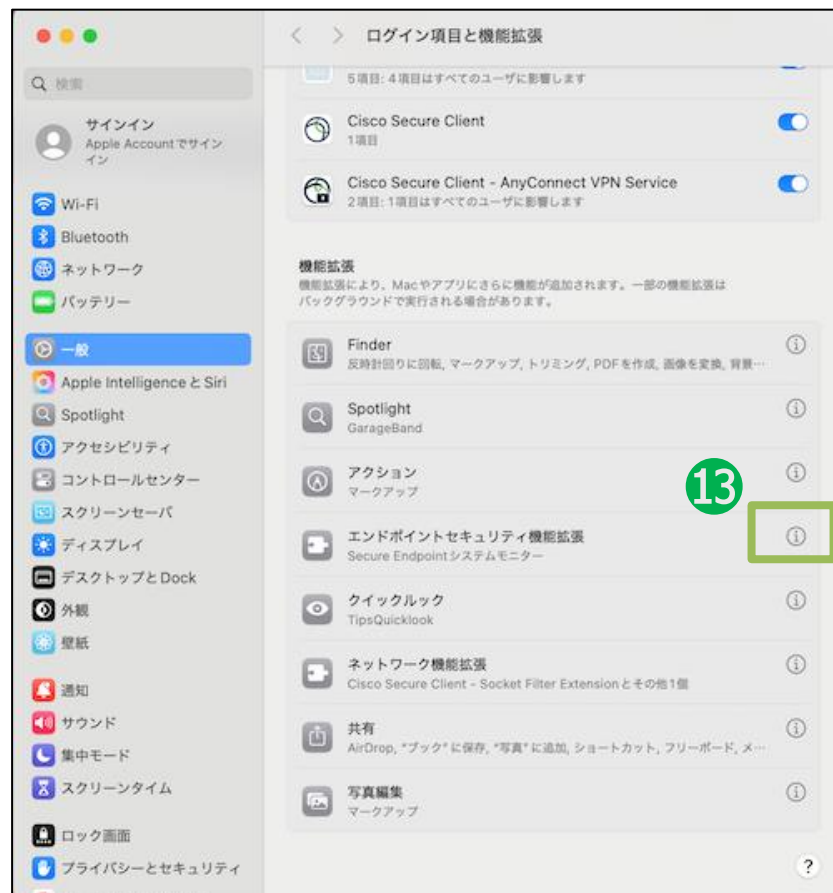 ログイン項目と機能拡張
検索
サインイン
Apple Accountでサイン
イン
Wi-Fi
Bluetooth
ネットワーク
バッテリー
一般
Apple Intelligence と Siri
Spotlight
アクセシビリティ
コントロールセンター
スクリーンセーバ
ディスプレイ
デスクトップとDock
外観
壁紙
通知
サウンド
集中モード
スクリーンタイム
ロック画面
プライバシーとセキュリティ
5項目: 4項目はすべてのユーザに影響します
Cisco Secure Client
1項目
Cisco Secure Client - AnyConnect VPN Service
2項目: 1項目はすべてのユーザに影響します
機能拡張
機能拡張により、Macやアプリにさらに機能が追加されます。一部の機能拡張は
バックグラウンドで実行される場合があります。
Finder
反時計回りに回転, マークアップ, トリミング, PDFを作成, 画像を変換, 背景…
Spotlight
GarageBand
アクション
マークアップ
13
エンドポイントセキュリティ機能拡張
Secure Endpointシステムモニター
クイックルック
TipsQuicklook
ネットワーク機能拡張
Cisco Secure Client - Socket Filter Extensionとその他1個
共有
AirDrop, "ブック"に保存, "写真"に追加, ショートカット, フリーボード, メ…
写真編集
マークアップ
?